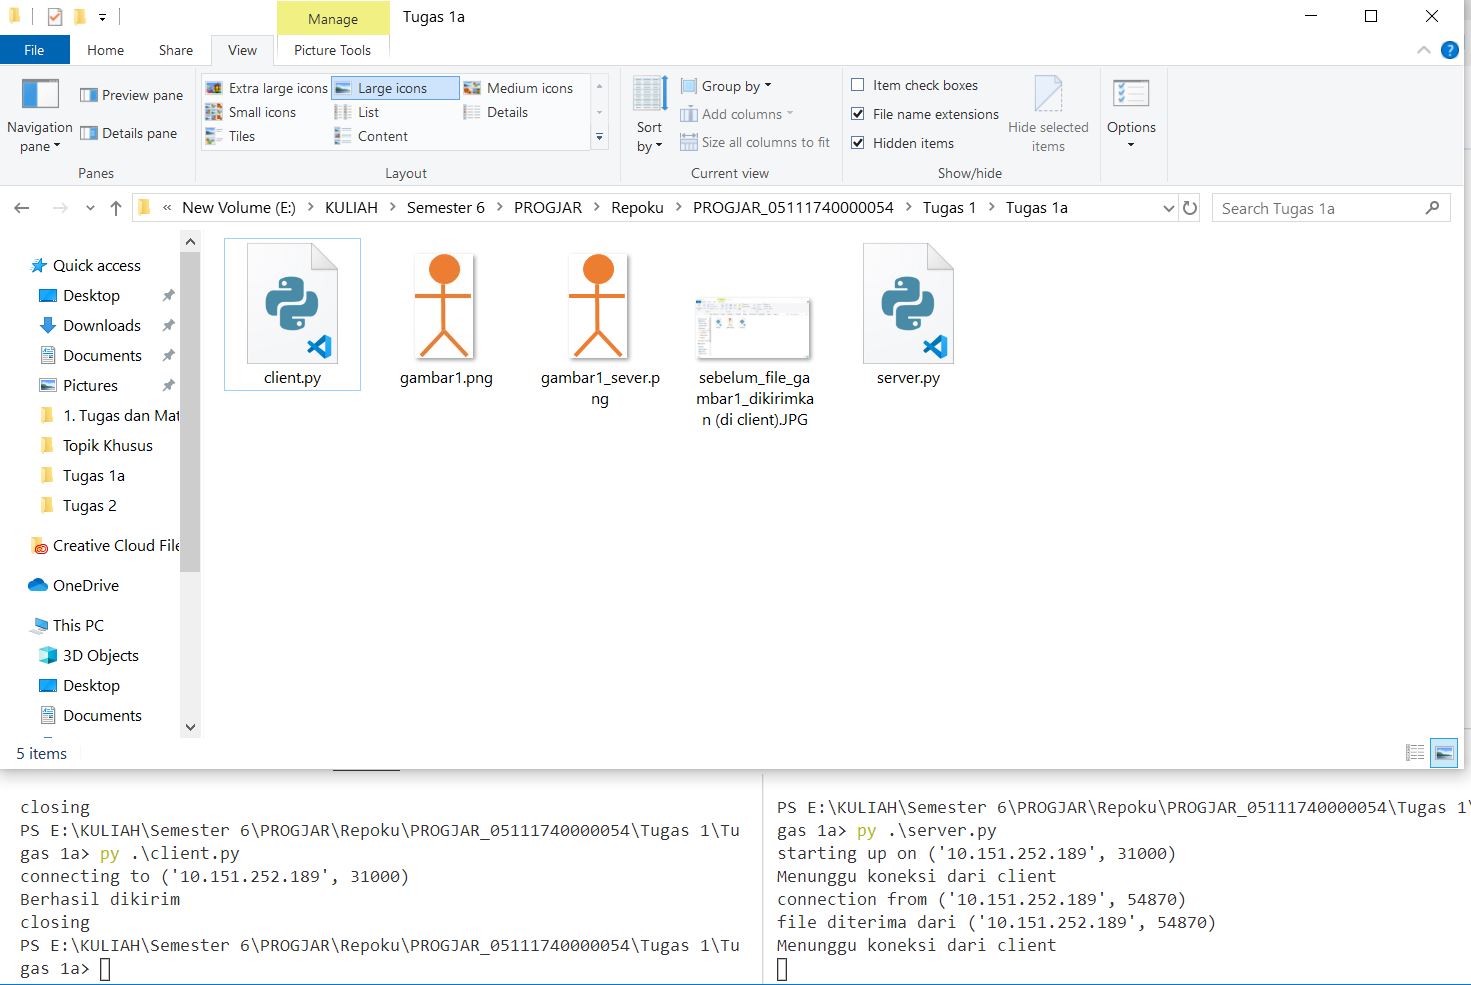 Manage
Tugas 1a
File
Home
Share
View
Picture Tools
Navigation
pane
Preview pane
Details pane
Panes
Extra large icons
Large icons
Medium icons
Small icons
List
Details
Tiles
Content
Layout
Sort
by
Group by
Add columns
Size all columns to fit
Current view
Item check boxes
File name extensions
Hidden items
Hide selected
items
Show/hide
Options
« New Volume (E:) > KULIAH > Semester 6 > PROGJAR > Repoku > PROGJAR_05111740000054 > Tugas 1 > Tugas 1a
Search Tugas 1a
Quick access
Desktop
Downloads
Documents
Pictures
1. Tugas dan Mat
Topik Khusus
Tugas 1a
Tugas 2
Creative Cloud File
OneDrive
This PC
3D Objects
Desktop
Documents
client.py
gambar1.png
gambar1_sever.p
ng
sebelum_file_ga
mbar1_dikirimka
n (di client).JPG
server.py
5 items
closing
PS E:\KULIAH\Semester 6\PROGJAR\Repoku\PROGJAR_05111740000054\Tugas 1\Tu
gas 1a> py .\client.py
connecting to ('10.151.252.189', 31000)
Berhasil dikirim
closing
PS E:\KULIAH\Semester 6\PROGJAR\Repoku\PROGJAR_05111740000054\Tugas 1\Tu
gas 1a>
PS E:\KULIAH\Semester 6\PROGJAR\Repoku\PROGJAR_05111740000054\Tugas 1\
gas 1a> py .\server.py
starting up on ('10.151.252.189', 31000)
Menunggu koneksi dari client
connection from ('10.151.252.189', 54870)
file diterima dari ('10.151.252.189', 54870)
Menunggu koneksi dari client